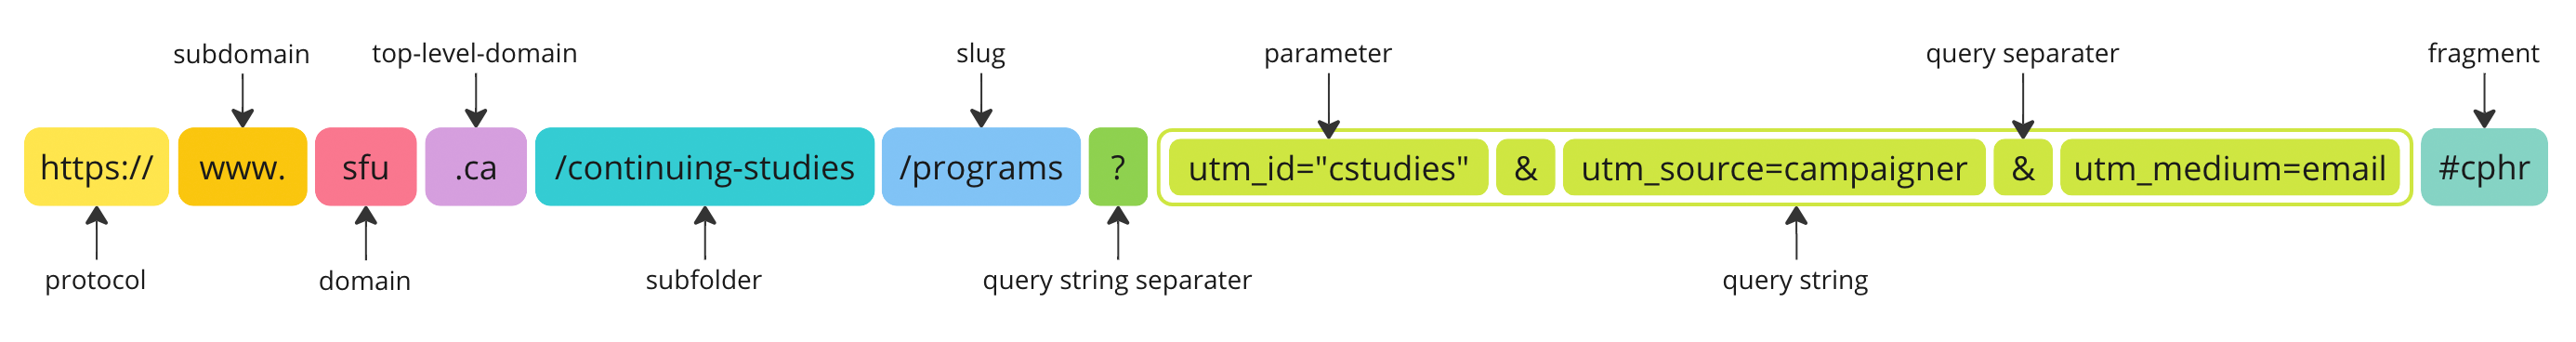 subdomain top-level-domain slug parameter query separater fragment
https:// www. sfu .ca /continuing-studies /programs ? utm_id="cstudies" & utm_source=campaigner & utm_medium=email #cphr
protocol domain subfolder query string separater query string